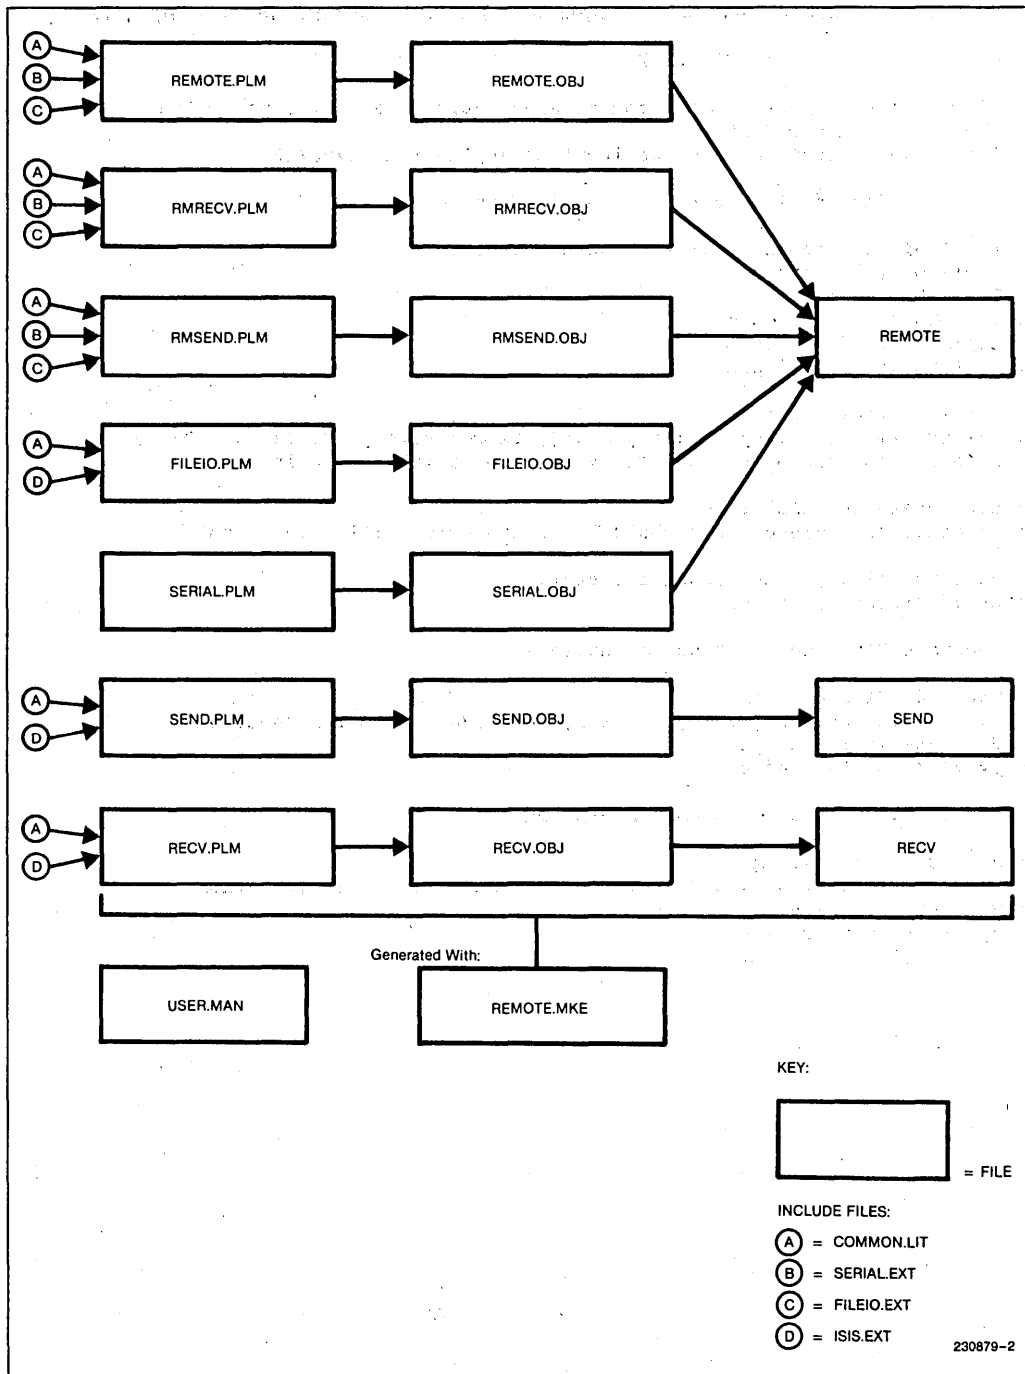 A
B
C
REMOTE.PLM
REMOTE.OBJ
A
B
C
RMRECV.PLM
RMRECV.OBJ
A
B
C
RMSEND.PLM
RMSEND.OBJ
REMOTE
A
D
FILEIO.PLM
FILEIO.OBJ
SERIAL.PLM
SERIAL.OBJ
A
D
SEND.PLM
SEND.OBJ
SEND
A
D
RECV.PLM
RECV.OBJ
RECV
Generated With:
USER.MAN
REMOTE.MKE
KEY:
= FILE
INCLUDE FILES:
A = COMMON.LIT
B = SERIAL.EXT
C = FILEIO.EXT
D = ISIS.EXT
230879-2